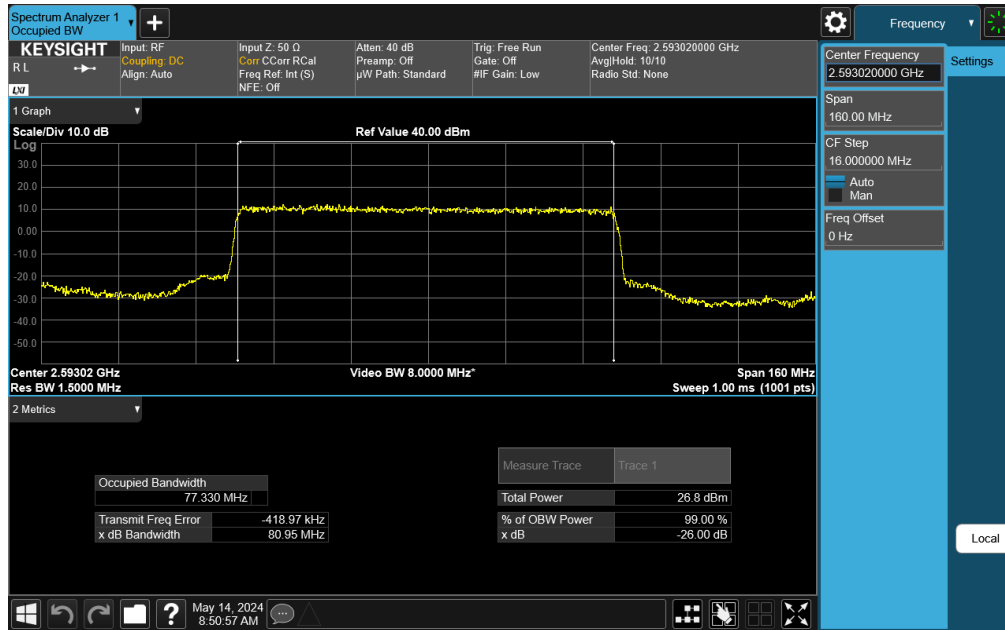 Spectrum Analyzer 1
Occupied BW
Frequency
KEYSIGHT
R L
LXI
Input: RF
Coupling: DC
Align: Auto
Input Z: 50 Ω
Corr CCorr RCal
Freq Ref: Int (S)
NFE: Off
Atten: 40 dB
Preamp: Off
µW Path: Standard
Trig: Free Run
Gate: Off
#IF Gain: Low
Center Freq: 2.593020000 GHz
Avg|Hold: 10/10
Radio Std: None
Center Frequency
2.593020000 GHz
Settings
Span
160.00 MHz
CF Step
16.000000 MHz
Auto
Man
Freq Offset
0 Hz
Local
1 Graph
Scale/Div 10.0 dB
Ref Value 40.00 dBm
Log
30.0
20.0
10.0
0.00
-10.0
-20.0
-30.0
-40.0
-50.0
Center 2.59302 GHz
Video BW 8.0000 MHz*
Span 160 MHz
Res BW 1.5000 MHz
Sweep 1.00 ms (1001 pts)
2 Metrics
Measure Trace
Trace 1
Occupied Bandwidth
77.330 MHz
Total Power
26.8 dBm
Transmit Freq Error
-418.97 kHz
% of OBW Power
99.00 %
x dB Bandwidth
80.95 MHz
x dB
-26.00 dB
?
May 14, 2024
8:50:57 AM